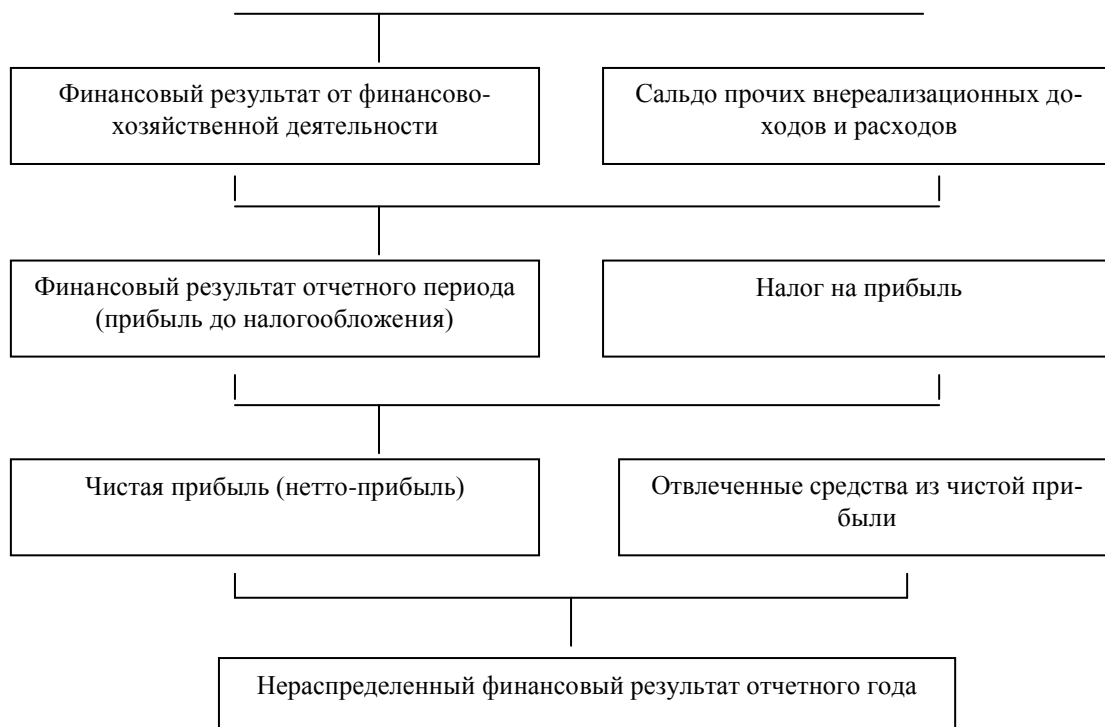 Финансовый результат от финансово-
хозяйственной деятельности
Сальдо прочих внереализационных до-
ходов и расходов
Финансовый результат отчетного периода
(прибыль до налогообложения)
Налог на прибыль
Чистая прибыль (нетто-прибыль)
Отвлеченные средства из чистой при-
были
Нераспределенный финансовый результат отчетного года